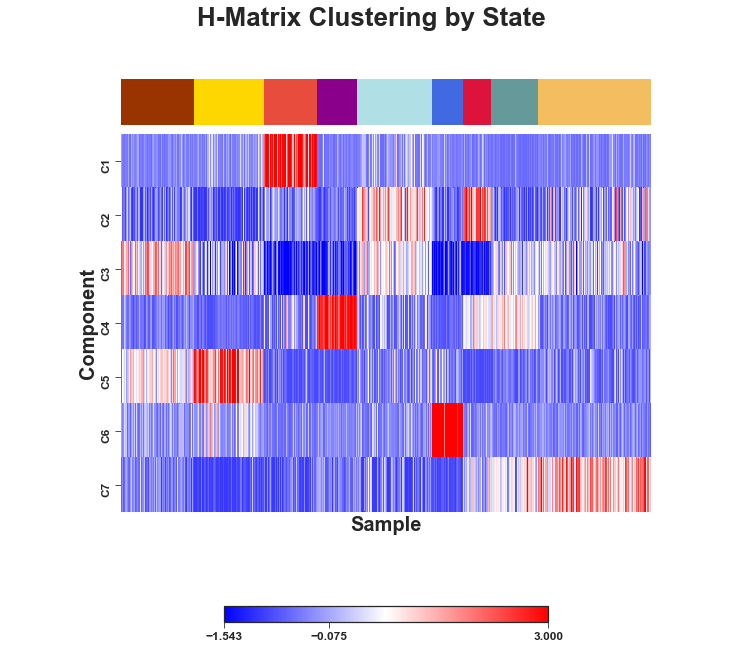 H-Matrix Clustering by State
Component
C1
C2
C3
C4
C5
C6
C7
Sample
−1.543 −0.075 3.000